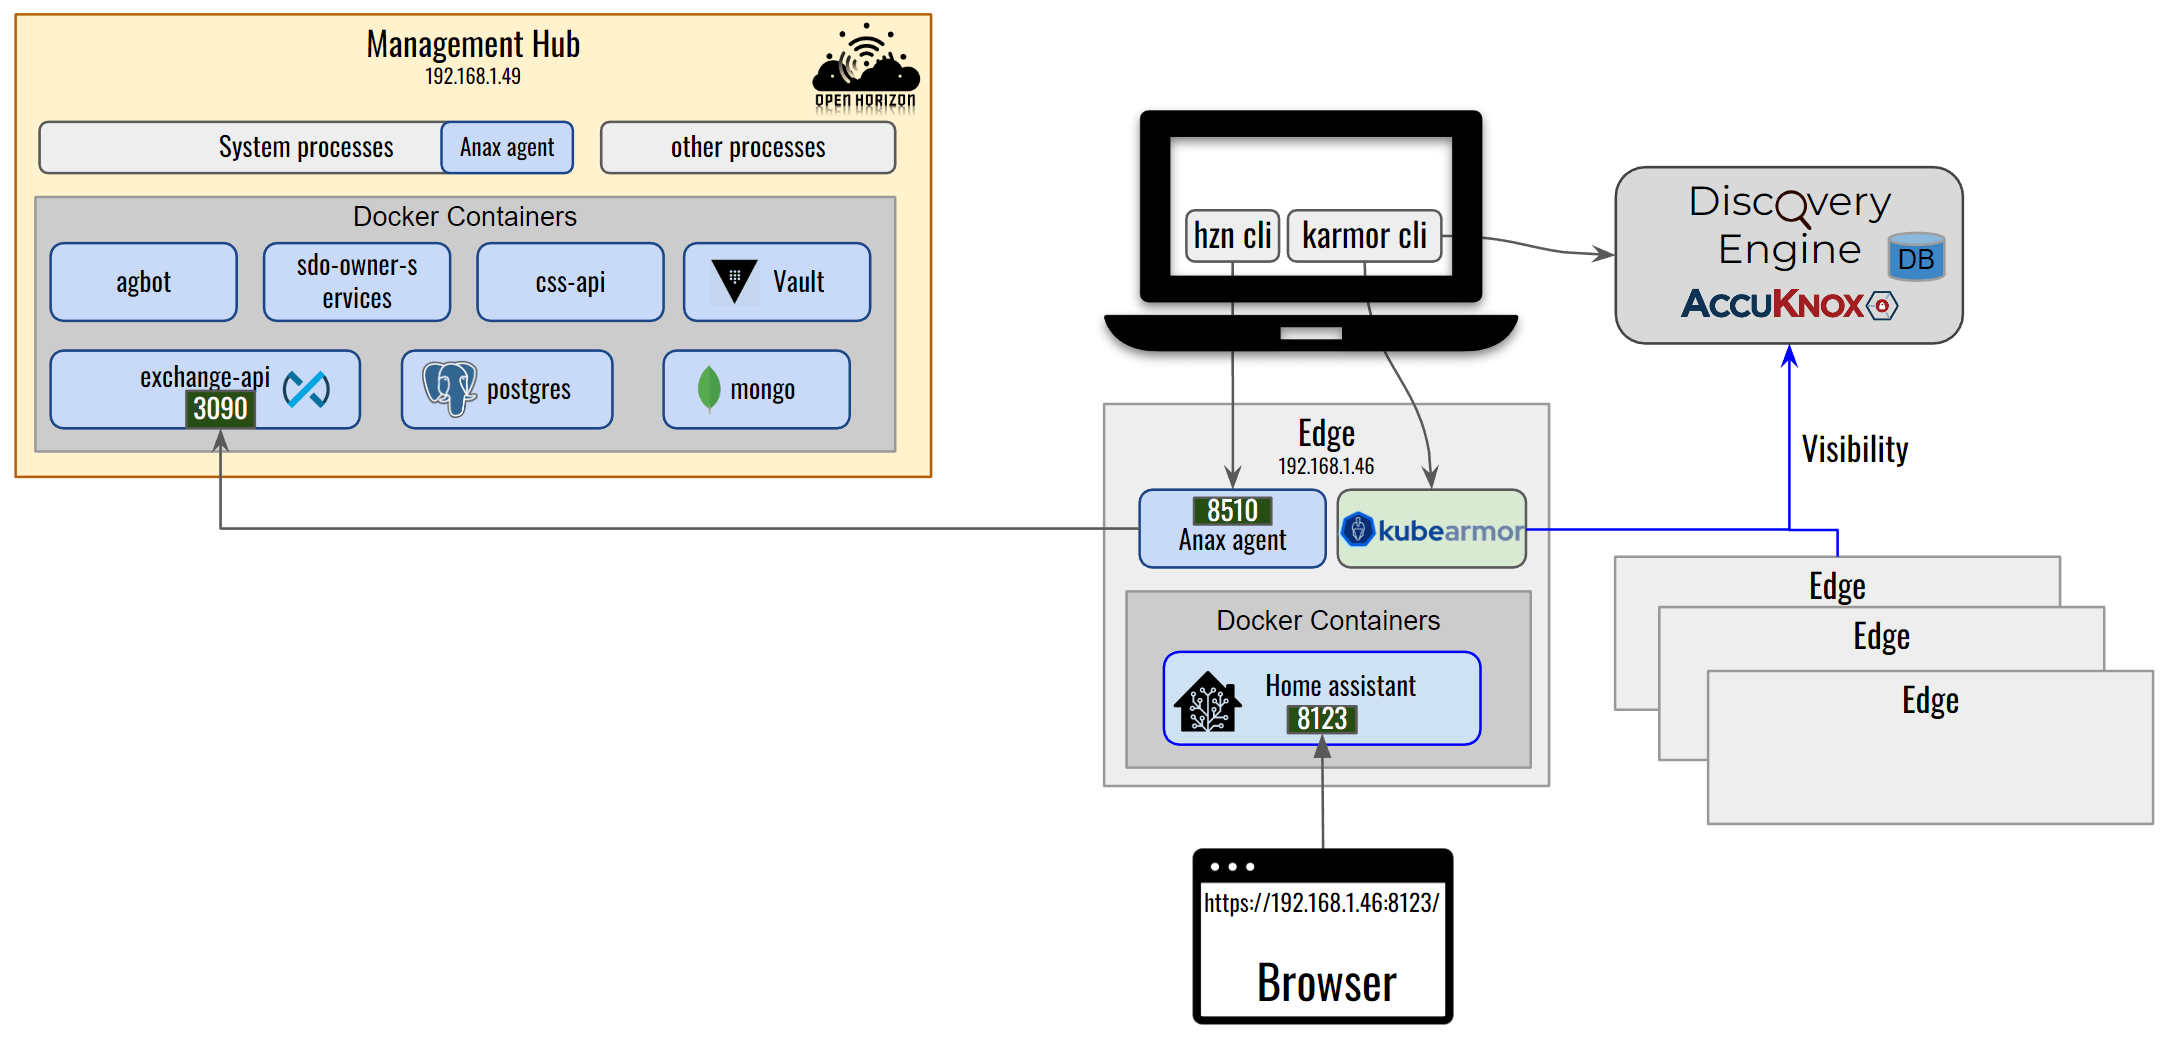 Management Hub
192.168.1.49
OPEN HORIZON
System processes
Anax agent
other processes
Docker Containers
agbot
sdo-owner-s
ervices
css-api
Vault
exchange-api
3090
postgres
mongo
hzn cli
karmor cli
Discovery
Engine
DB
ACCUKNOX
Visibility
Edge
192.168.1.46
8510
Anax agent
kubearmor
Docker Containers
Home assistant
8123
Edge
Edge
Edge
https://192.168.1.46:8123/
Browser